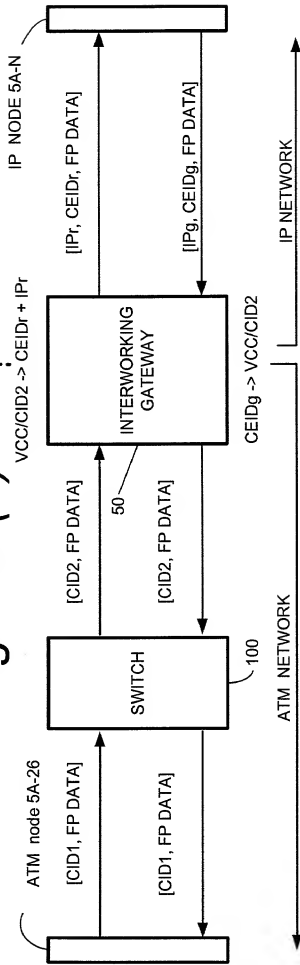 ATM node 5A-26
VCC/CID2 -> CEIDr + IPr
IP NODE 5A-N
[CID1, FP DATA]
[CID2, FP DATA]
[IPr, CEIDr, FP DATA]
SWITCH
INTERWORKING
GATEWAY
50
[CID1, FP DATA]
[CID2, FP DATA]
[IPg, CEIDg, FP DATA]
100
CEIDg -> VCC/CID2
ATM NETWORK
IP NETWORK